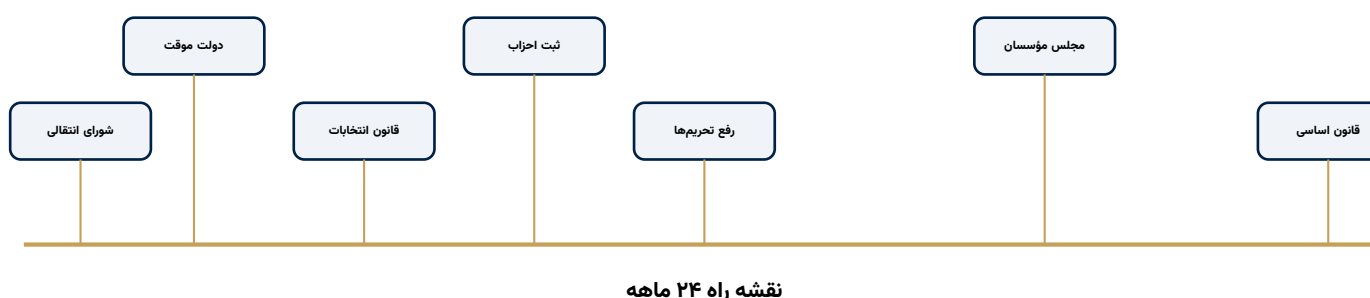 دولت موقت
ثبت احزاب
مجلس مؤسسان
شورای انتقالی
قانون انتخابات
رفع تحریم‌ها
قانون اساسی
نقشه راه ۲۴ ماهه